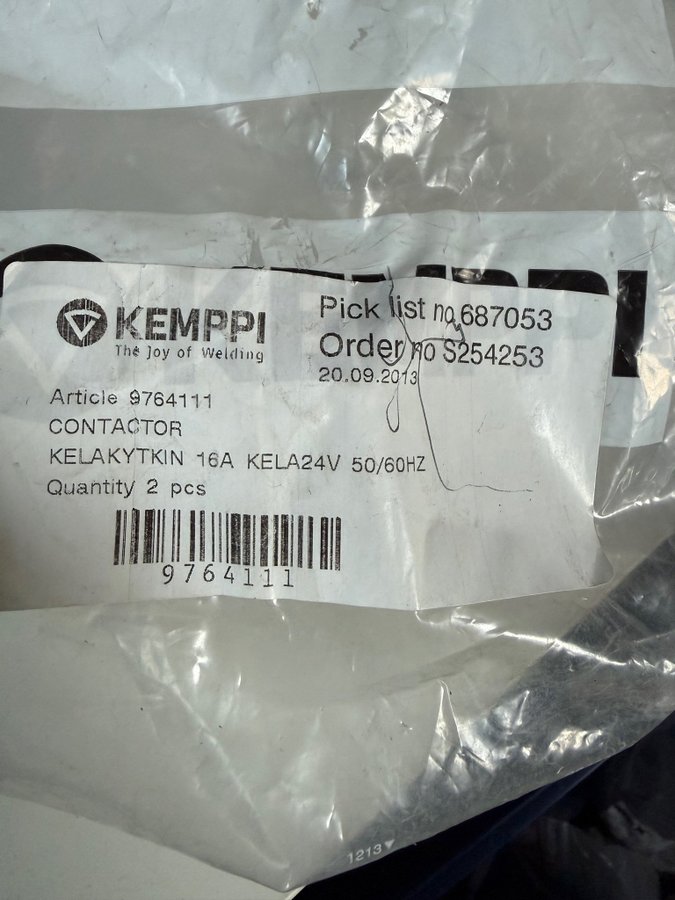 KEMPPI
KEMPPI
The Joy of Welding
Pick list no 687053
Order no S254253
20.09.2013
Article 9764111
CONTACTOR
KELAKYTKIN 16A KELA24V 50/60HZ
Quantity 2 pcs
9764111
1213